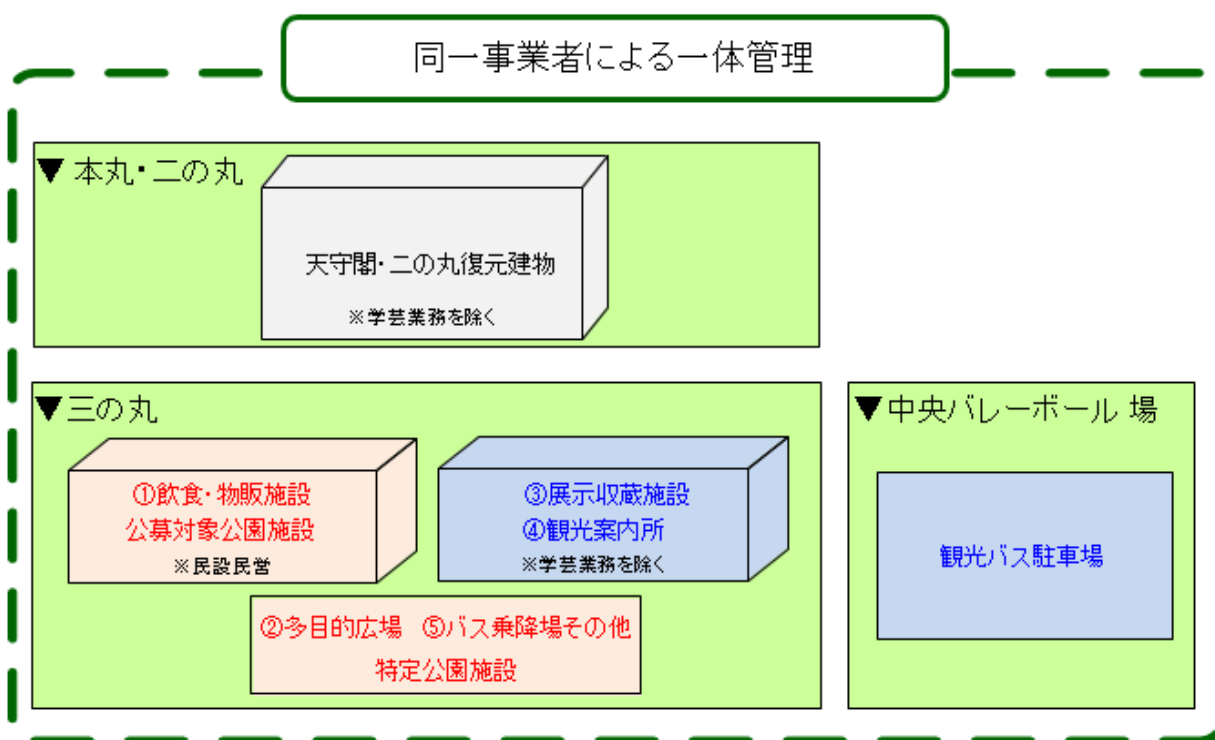 同一事業者による一体管理
▼ 本丸・二の丸
天守閣・二の丸復元建物
※学芸業務を除く
▼三の丸
①飲食・物販施設
公募対象公園施設
※民設民営
③展示収蔵施設
④観光案内所
※学芸業務を除く
②多目的広場 ⑤バス乗降場その他
特定公園施設
▼中央バレーボール 場
観光バス駐車場